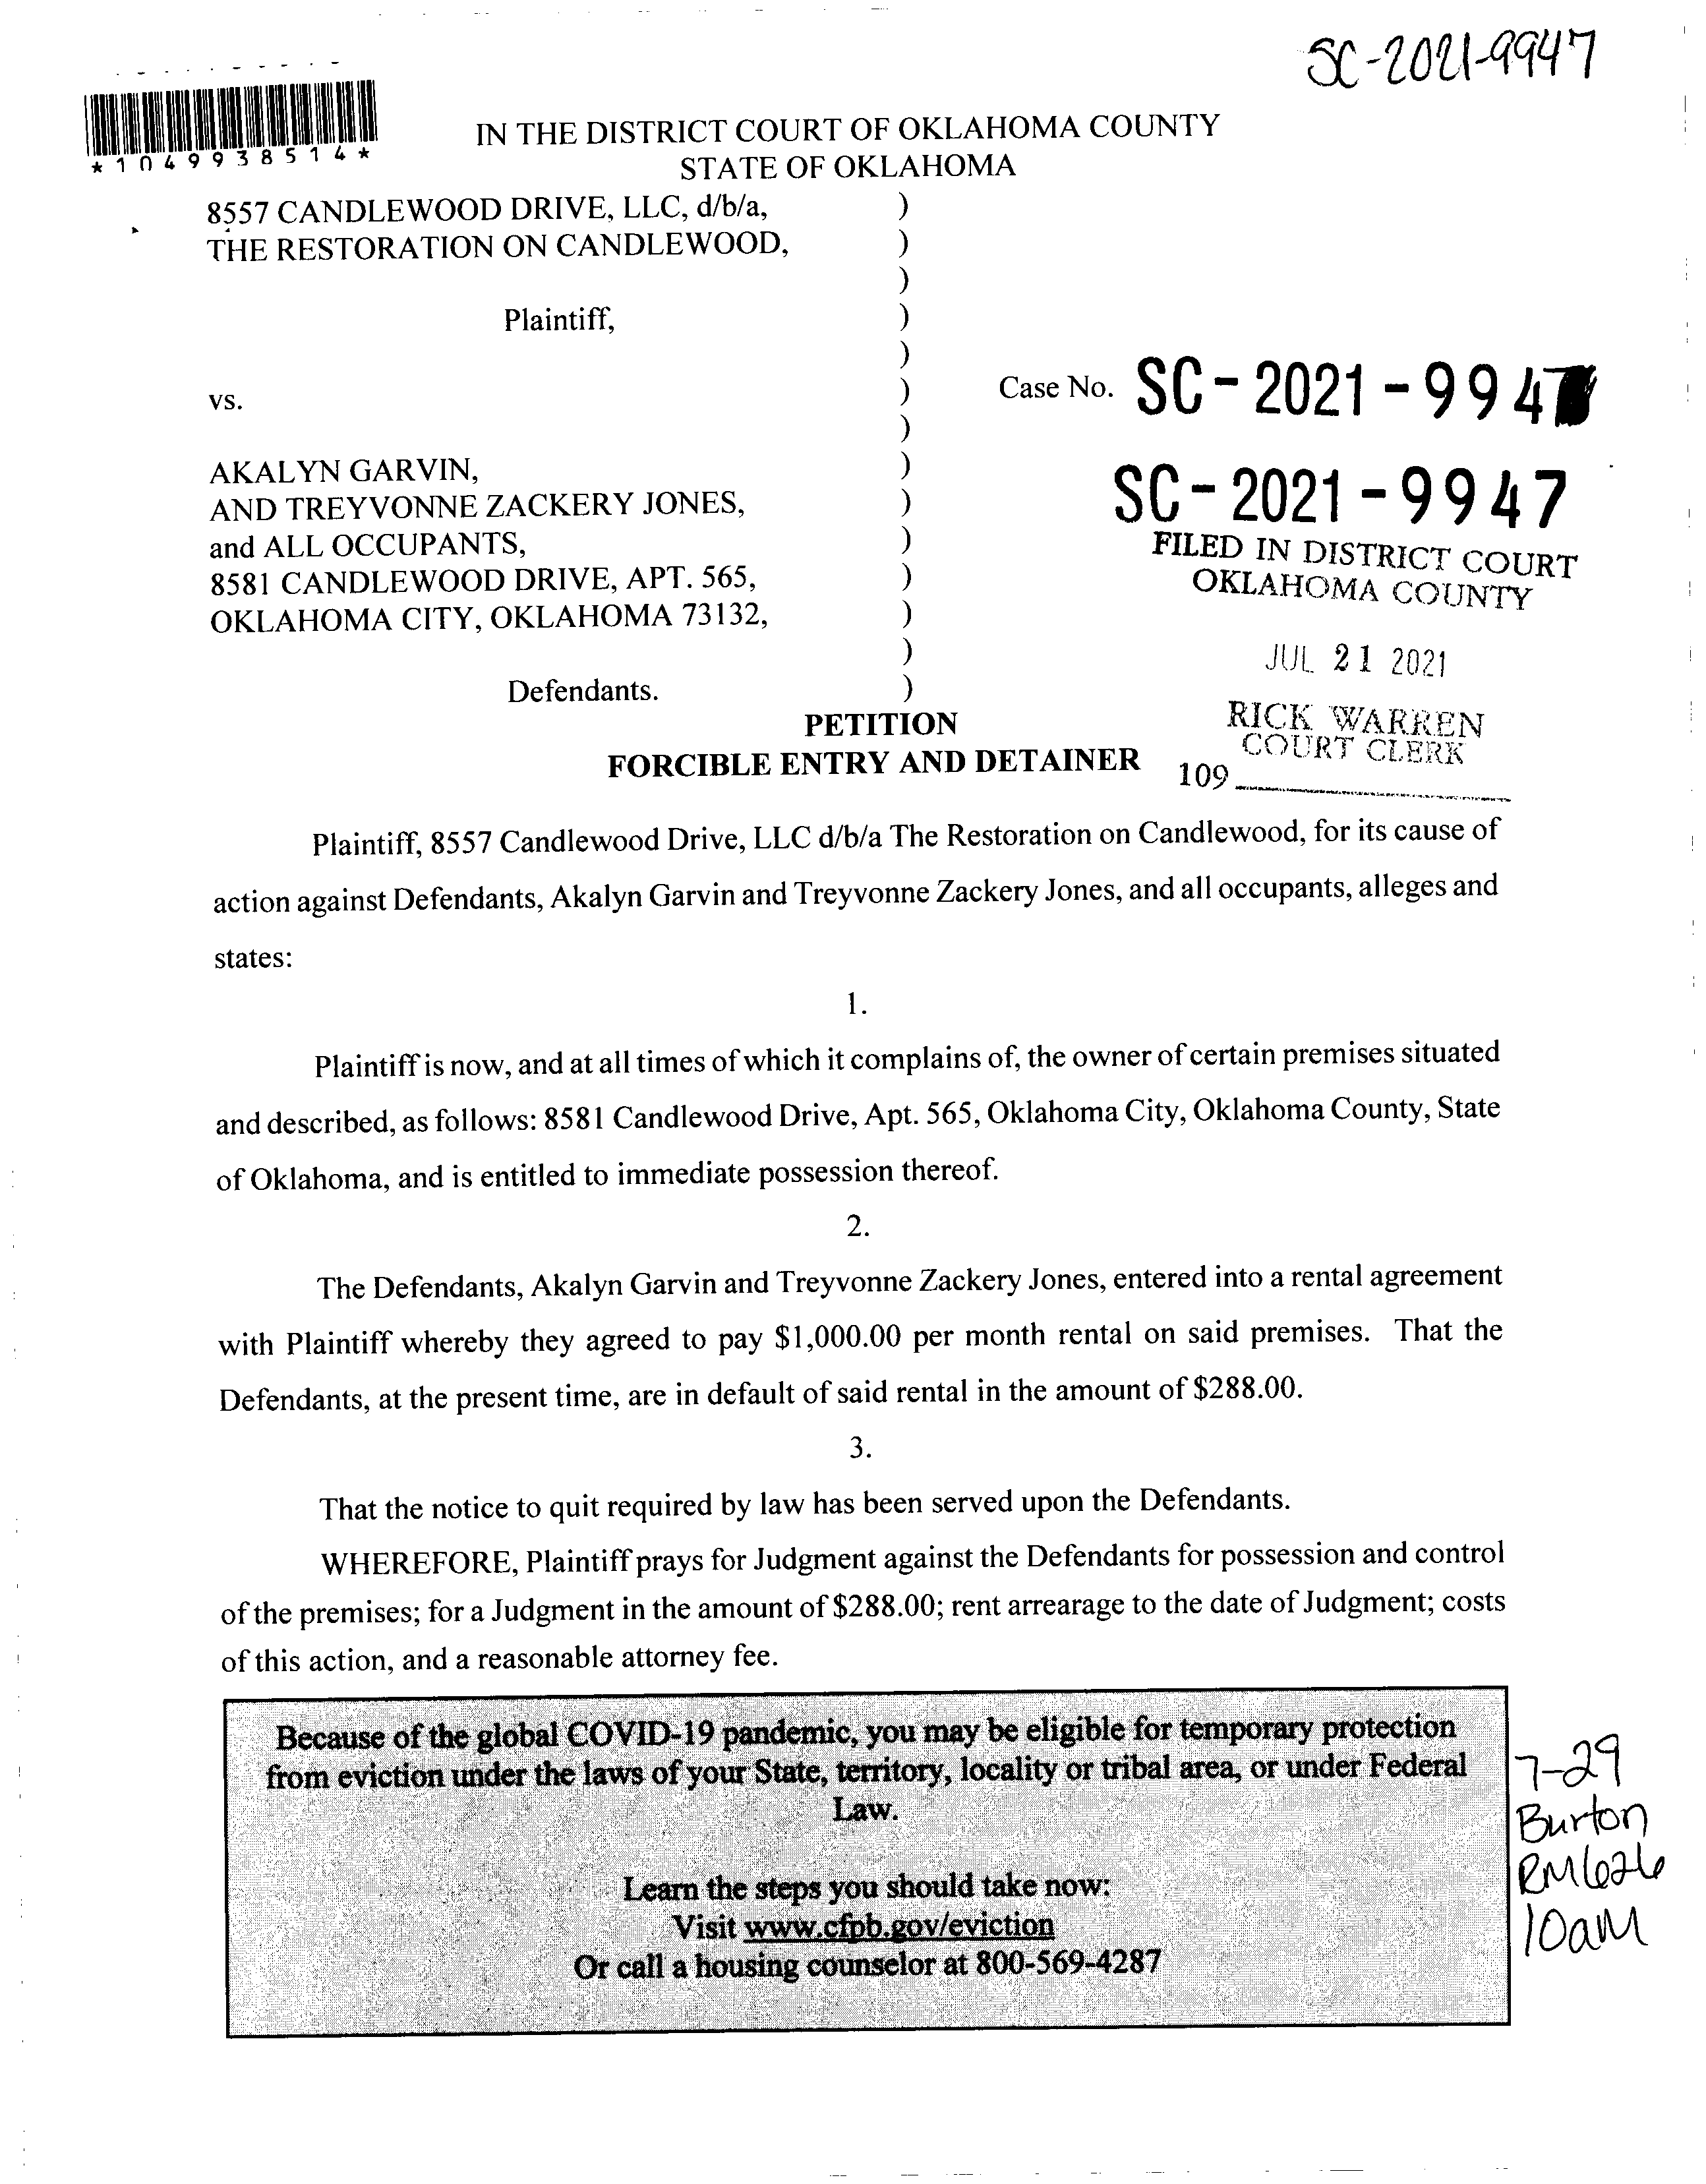 SC-2021-9947
*1049938514*
IN THE DISTRICT COURT OF OKLAHOMA COUNTY
STATE OF OKLAHOMA
8557 CANDLEWOOD DRIVE, LLC, d/b/a, )
THE RESTORATION ON CANDLEWOOD, )
)
Plaintiff, )
)
vs. ) Case No. SC-2021-994
)
AKALYN GARVIN, )
AND TREYVONNE ZACKERY JONES, ) SC-2021-9947
and ALL OCCUPANTS, ) FILED IN DISTRICT COURT
8581 CANDLEWOOD DRIVE, APT. 565, ) OKLAHOMA COUNTY
OKLAHOMA CITY, OKLAHOMA 73132, )
) JUL 21 2021
Defendants. )
PETITION RICK WARREN
FORCIBLE ENTRY AND DETAINER COURT CLERK
109
Plaintiff, 8557 Candlewood Drive, LLC d/b/a The Restoration on Candlewood, for its cause of
action against Defendants, Akalyn Garvin and Treyvonne Zackery Jones, and all occupants, alleges and
states:
1.
Plaintiff is now, and at all times of which it complains of, the owner of certain premises situated
and described, as follows: 8581 Candlewood Drive, Apt. 565, Oklahoma City, Oklahoma County, State
of Oklahoma, and is entitled to immediate possession thereof.
2.
The Defendants, Akalyn Garvin and Treyvonne Zackery Jones, entered into a rental agreement
with Plaintiff whereby they agreed to pay $1,000.00 per month rental on said premises. That the
Defendants, at the present time, are in default of said rental in the amount of $288.00.
3.
That the notice to quit required by law has been served upon the Defendants.
WHEREFORE, Plaintiff prays for Judgment against the Defendants for possession and control
of the premises; for a Judgment in the amount of $288.00; rent arrearage to the date of Judgment; costs
of this action, and a reasonable attorney fee.
Because of the global COVID-19 pandemic, you may be eligible for temporary protection
from eviction under the laws of your State, territory, locality or tribal area, or under Federal
Law.
Learn the steps you should take now:
Visit www.cfpb.gov/eviction
Or call a housing counselor at 800-569-4287
7-29
Burton
RM626
10am